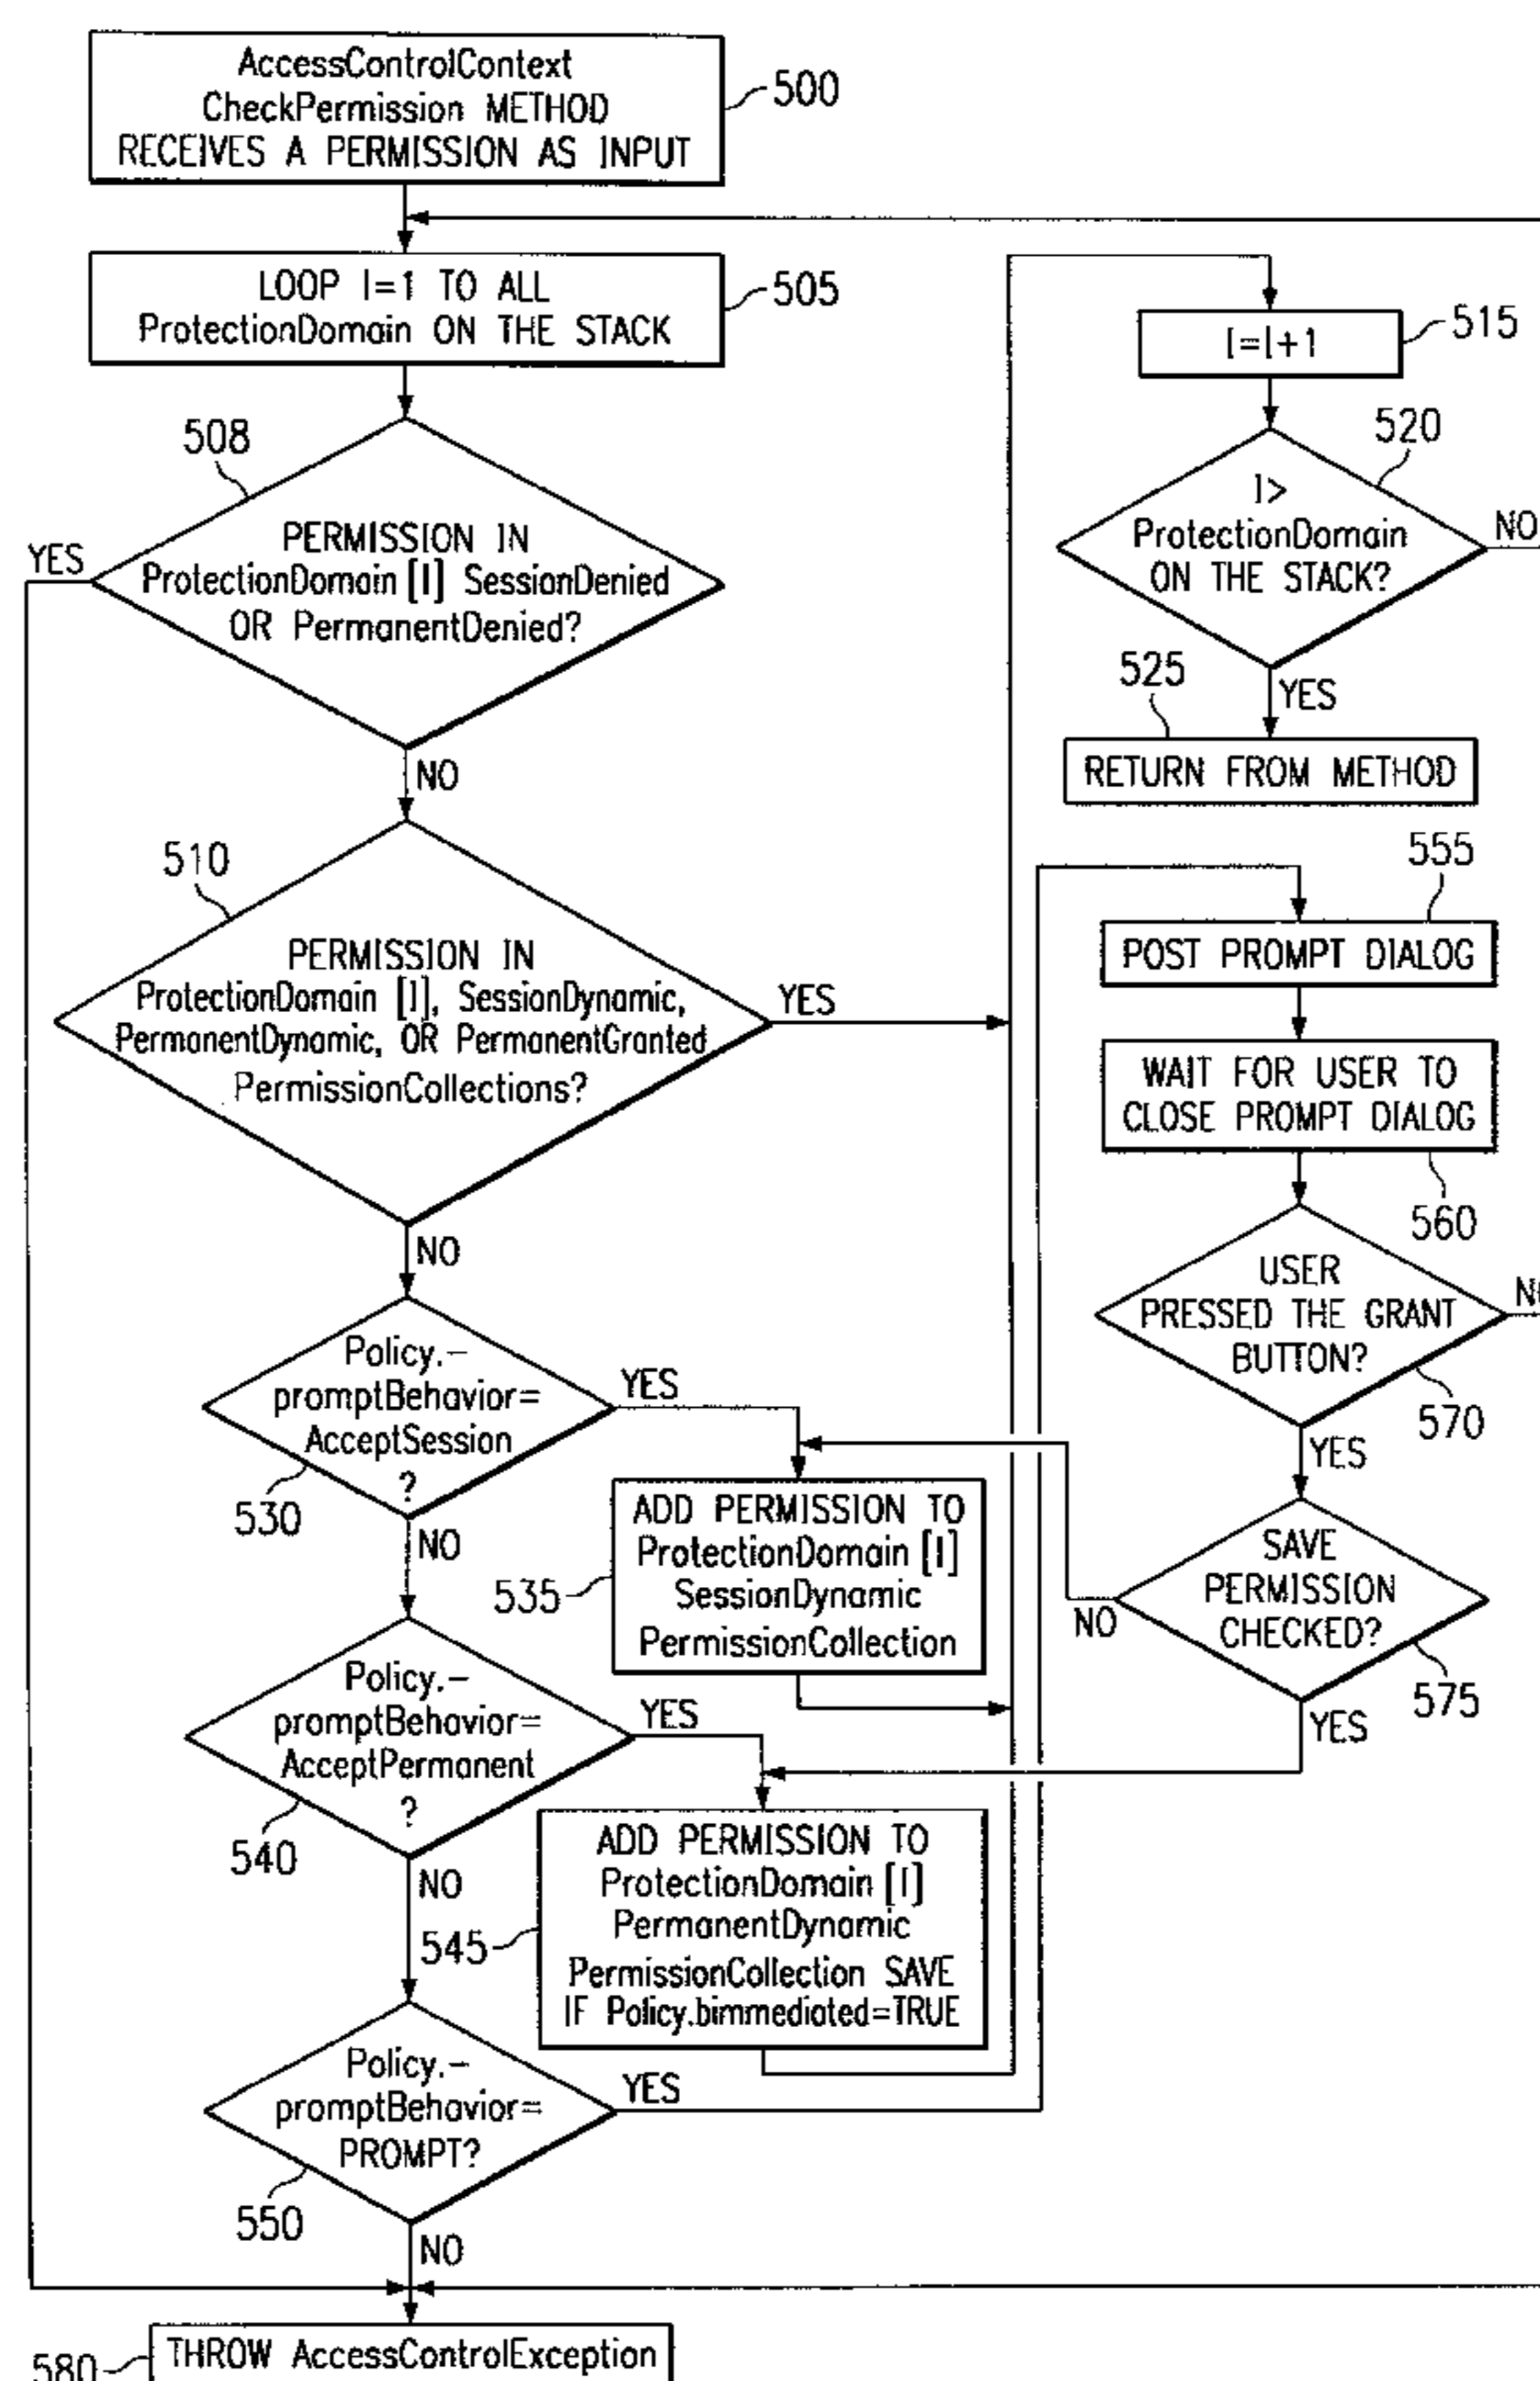 AccessControlContext
CheckPermission METHOD
RECEIVES A PERMISSION AS INPUT
500
LOOP I=1 TO ALL
ProtectionDomain ON THE STACK
505
508
PERMISSION IN
ProtectionDomain [I] SessionDenied
OR PermanentDenied?
YES
NO
510
PERMISSION IN
ProtectionDomain [I], SessionDynamic,
PermanentDynamic, OR PermanentGranted
PermissionCollections?
YES
NO
I=I+1
515
520
I>
ProtectionDomain
ON THE STACK?
NO
YES
525
RETURN FROM METHOD
Policy.-
promptBehavior=
AcceptSession
?
530
YES
NO
ADD PERMISSION TO
ProtectionDomain [I]
SessionDynamic
PermissionCollection
535
Policy.-
promptBehavior=
AcceptPermanent
?
540
YES
NO
ADD PERMISSION TO
ProtectionDomain [I]
PermanentDynamic
PermissionCollection SAVE
IF Policy.bimmediated=TRUE
545
Policy.-
promptBehavior=
PROMPT?
550
YES
NO
555
POST PROMPT DIALOG
WAIT FOR USER TO
CLOSE PROMPT DIALOG
560
USER
PRESSED THE GRANT
BUTTON?
570
YES
SAVE
PERMISSION
CHECKED?
575
NO
YES
580
THROW AccessControlException